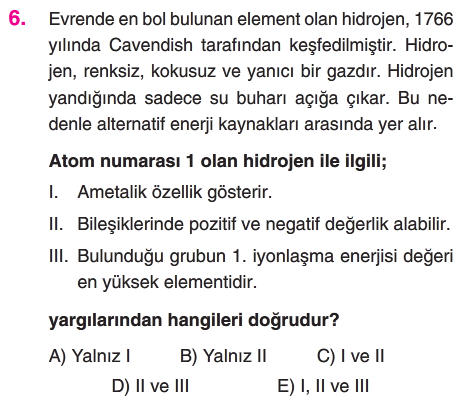 6. Evrende en bol bulunan element olan hidrojen, 1766
yılında Cavendish tarafından keşfedilmiştir. Hidro-
jen, renksiz, kokusuz ve yanıcı bir gazdır. Hidrojen
yandığında sadece su buharı açığa çıkar. Bu ne-
denle alternatif enerji kaynakları arasında yer alır.
Atom numarası 1 olan hidrojen ile ilgili;
I. Ametalik özellik gösterir.
II. Bileşiklerinde pozitif ve negatif değerlik alabilir.
III. Bulunduğu grubun 1. iyonlaşma enerjisi değeri
en yüksek elementidir.
yargılarından hangileri doğrudur?
A) Yalnız I B) Yalnız II C) I ve II
D) II ve III E) I, II ve III